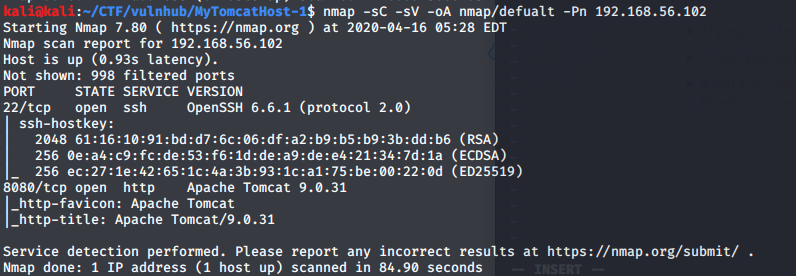 kali@kali:~/CTF/vulnhub/MyTomcatHost-1$ nmap -sC -sV -oA nmap/defualt -Pn 192.168.56.102
Starting Nmap 7.80 ( https://nmap.org ) at 2020-04-16 05:28 EDT
Nmap scan report for 192.168.56.102
Host is up (0.93s latency).
Not shown: 998 filtered ports
PORT     STATE SERVICE VERSION
22/tcp   open  ssh     OpenSSH 6.6.1 (protocol 2.0)
| ssh-hostkey:
|   2048 61:16:10:91:bd:d7:6c:06:df:a2:b9:b5:b9:3b:dd:b6 (RSA)
|   256 0e:a4:c9:fc:de:53:f6:1d:de:a9:de:e4:21:34:7d:1a (ECDSA)
|_  256 ec:27:1e:42:65:1c:4a:3b:93:1c:a1:75:be:00:22:0d (ED25519)
8080/tcp open  http    Apache Tomcat 9.0.31
|_http-favicon: Apache Tomcat
|_http-title: Apache Tomcat/9.0.31
Service detection performed. Please report any incorrect results at https://nmap.org/submit/ .
Nmap done: 1 IP address (1 host up) scanned in 84.90 seconds
-- INSERT --